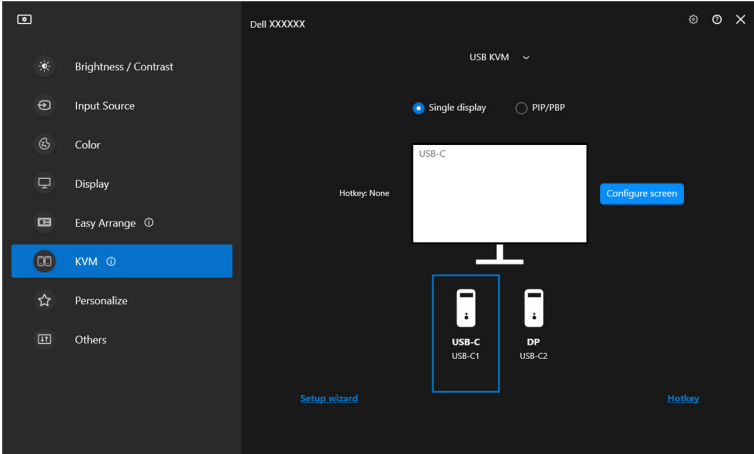 Dell XXXXXX
Brightness / Contrast
Input Source
Color
Display
Easy Arrange
KVM
Personalize
Others
USB KVM
Single display
PIP/PBP
USB-C
Hotkey: None
Configure screen
USB-C
USB-C1
DP
USB-C2
Setup wizard
Hotkey